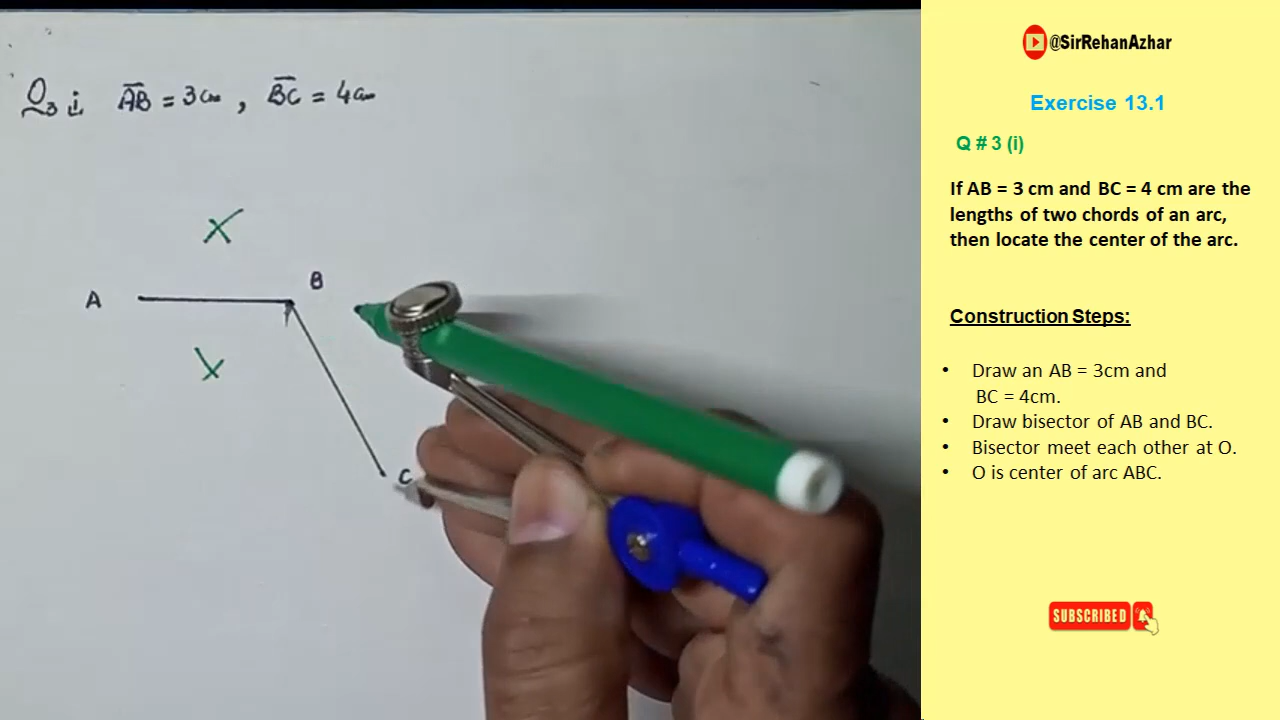 Q3 i AB = 3cm , BC = 4cm
A
B
C
@SirRehanAzhar
Exercise 13.1
Q # 3 (i)
If AB = 3 cm and BC = 4 cm are the
lengths of two chords of an arc,
then locate the center of the arc.
Construction Steps:
• Draw an AB = 3cm and
BC = 4cm.
• Draw bisector of AB and BC.
• Bisector meet each other at O.
• O is center of arc ABC.
SUBSCRIBED